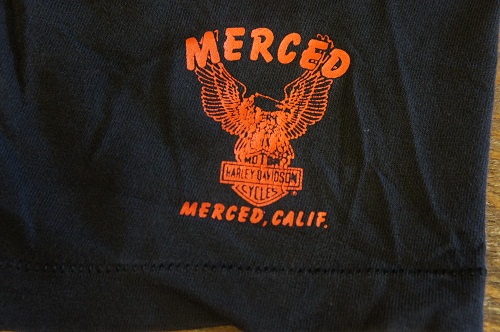 MERCED
MOTOR
HARLEY-DAVIDSON
CYCLES
MERCED, CALIF.